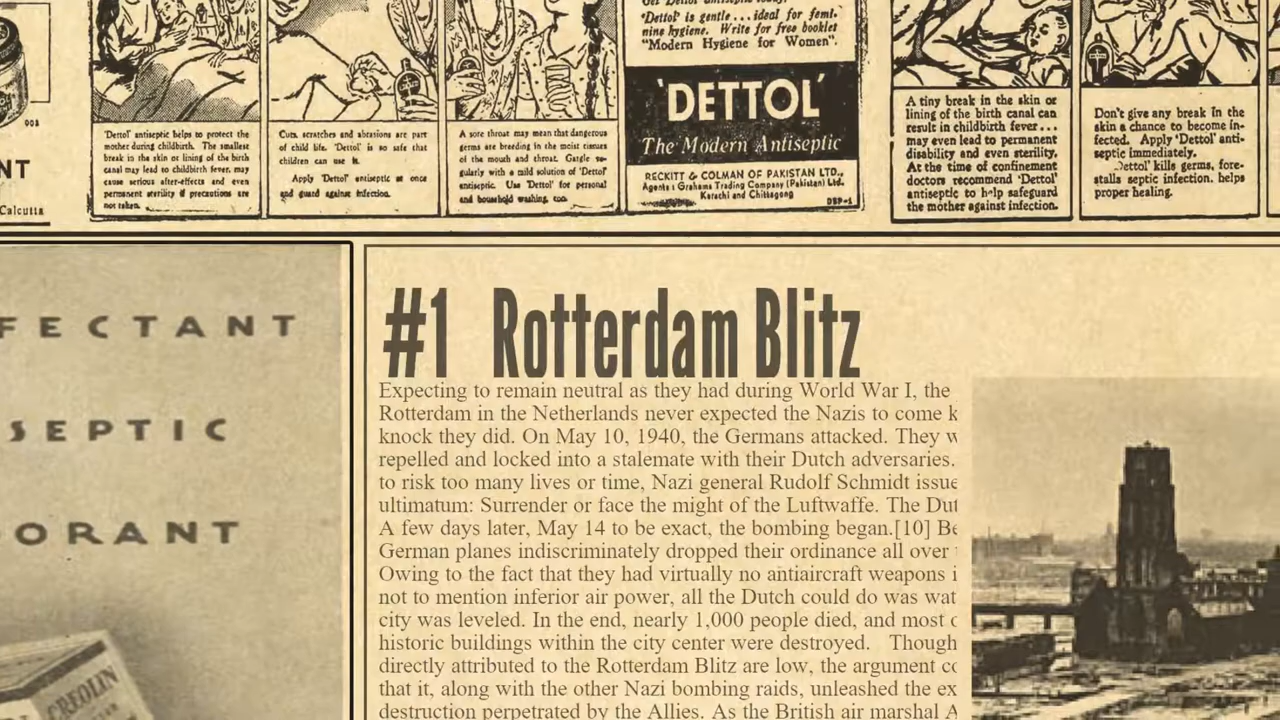 Get Dettol antiseptic today.
'Dettol' is gentle... ideal for femi-
nine hygiene. Write for free booklet
"Modern Hygiene for Women".
'DETTOL'
The Modern Antiseptic
RECKITT & COLMAN OF PAKISTAN LTD.,
Agents : Grahams Trading Company (Pakistan) Ltd.
Karachi and Chittagong
DBP-1
001
NT
Calcutta
'Dettol' antiseptic helps to protect the
mother during childbirth. The smallest
break in the skin or lining of the birth
canal may lead to childbirth fever, may
cause serious after-effects and even
permanent sterility if precautions are
not taken.
Cuts, scratches and abrasions are part
of child life. 'Dettol' is so safe that
children can use it.
Apply 'Dettol' antiseptic at once
and guard against infection.
A sore throat may mean that dangerous
germs are breeding in the moist tissues
of the mouth and throat. Gargle re-
gularly with a mild solution of 'Dettol'
antiseptic. Use 'Dettol' for personal
and household washing, too.
A tiny break in the skin or
lining of the birth canal can
result in childbirth fever...
may even lead to permanent
disability and even sterility.
At the time of confinement
doctors recommend 'Dettol'
antiseptic to help safeguard
the mother against infection.
Don't give any break in the
skin a chance to become in-
fected. Apply 'Dettol' anti-
septic immediately.
'Dettol' kills germs, fore-
stalls septic infection, helps
proper healing.
FECTANT
SEPTIC
ORANT
CREOLIN
#1 Rotterdam Blitz
Expecting to remain neutral as they had during World War I, the
Rotterdam in the Netherlands never expected the Nazis to come k
knock they did. On May 10, 1940, the Germans attacked. They w
repelled and locked into a stalemate with their Dutch adversaries.
to risk too many lives or time, Nazi general Rudolf Schmidt issue
ultimatum: Surrender or face the might of the Luftwaffe. The Dut
A few days later, May 14 to be exact, the bombing began.[10] Be
German planes indiscriminately dropped their ordinance all over
Owing to the fact that they had virtually no antiaircraft weapons i
not to mention inferior air power, all the Dutch could do was wat
city was leveled. In the end, nearly 1,000 people died, and most o
historic buildings within the city center were destroyed. Though
directly attributed to the Rotterdam Blitz are low, the argument co
that it, along with the other Nazi bombing raids, unleashed the ex
destruction perpetrated by the Allies. As the British air marshal A